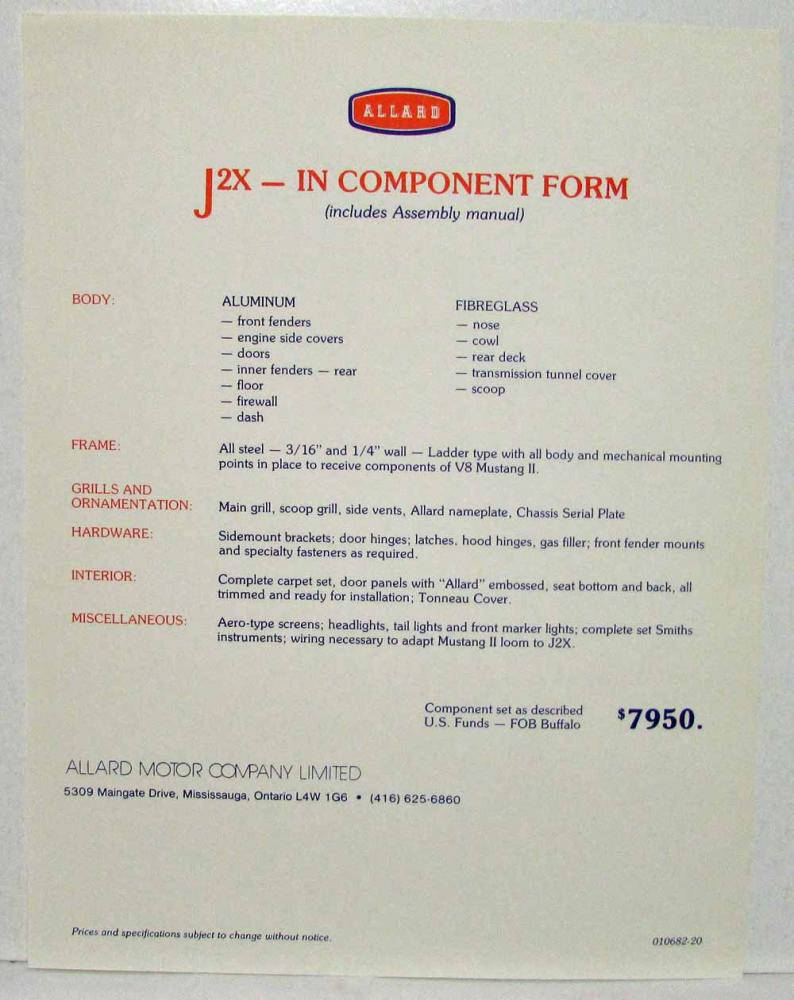 ALLARD
J2X — IN COMPONENT FORM
(includes Assembly manual)
BODY:
ALUMINUM
— front fenders
— engine side covers
— doors
— inner fenders — rear
— floor
— firewall
— dash
FIBREGLASS
— nose
— cowl
— rear deck
— transmission tunnel cover
— scoop
FRAME:
All steel — 3/16" and 1/4" wall — Ladder type with all body and mechanical mounting
points in place to receive components of V8 Mustang II.
GRILLS AND
ORNAMENTATION:
Main grill, scoop grill, side vents, Allard nameplate, Chassis Serial Plate
HARDWARE:
Sidemount brackets; door hinges; latches, hood hinges, gas filler; front fender mounts
and specialty fasteners as required.
INTERIOR:
Complete carpet set, door panels with "Allard" embossed, seat bottom and back, all
trimmed and ready for installation; Tonneau Cover.
MISCELLANEOUS:
Aero-type screens; headlights, tail lights and front marker lights; complete set Smiths
instruments; wiring necessary to adapt Mustang II loom to J2X.
Component set as described
U.S. Funds — FOB Buffalo
$7950.
ALLARD MOTOR COMPANY LIMITED
5309 Maingate Drive, Mississauga, Ontario L4W 1G6 • (416) 625-6860
Prices and specifications subject to change without notice.
010682-20